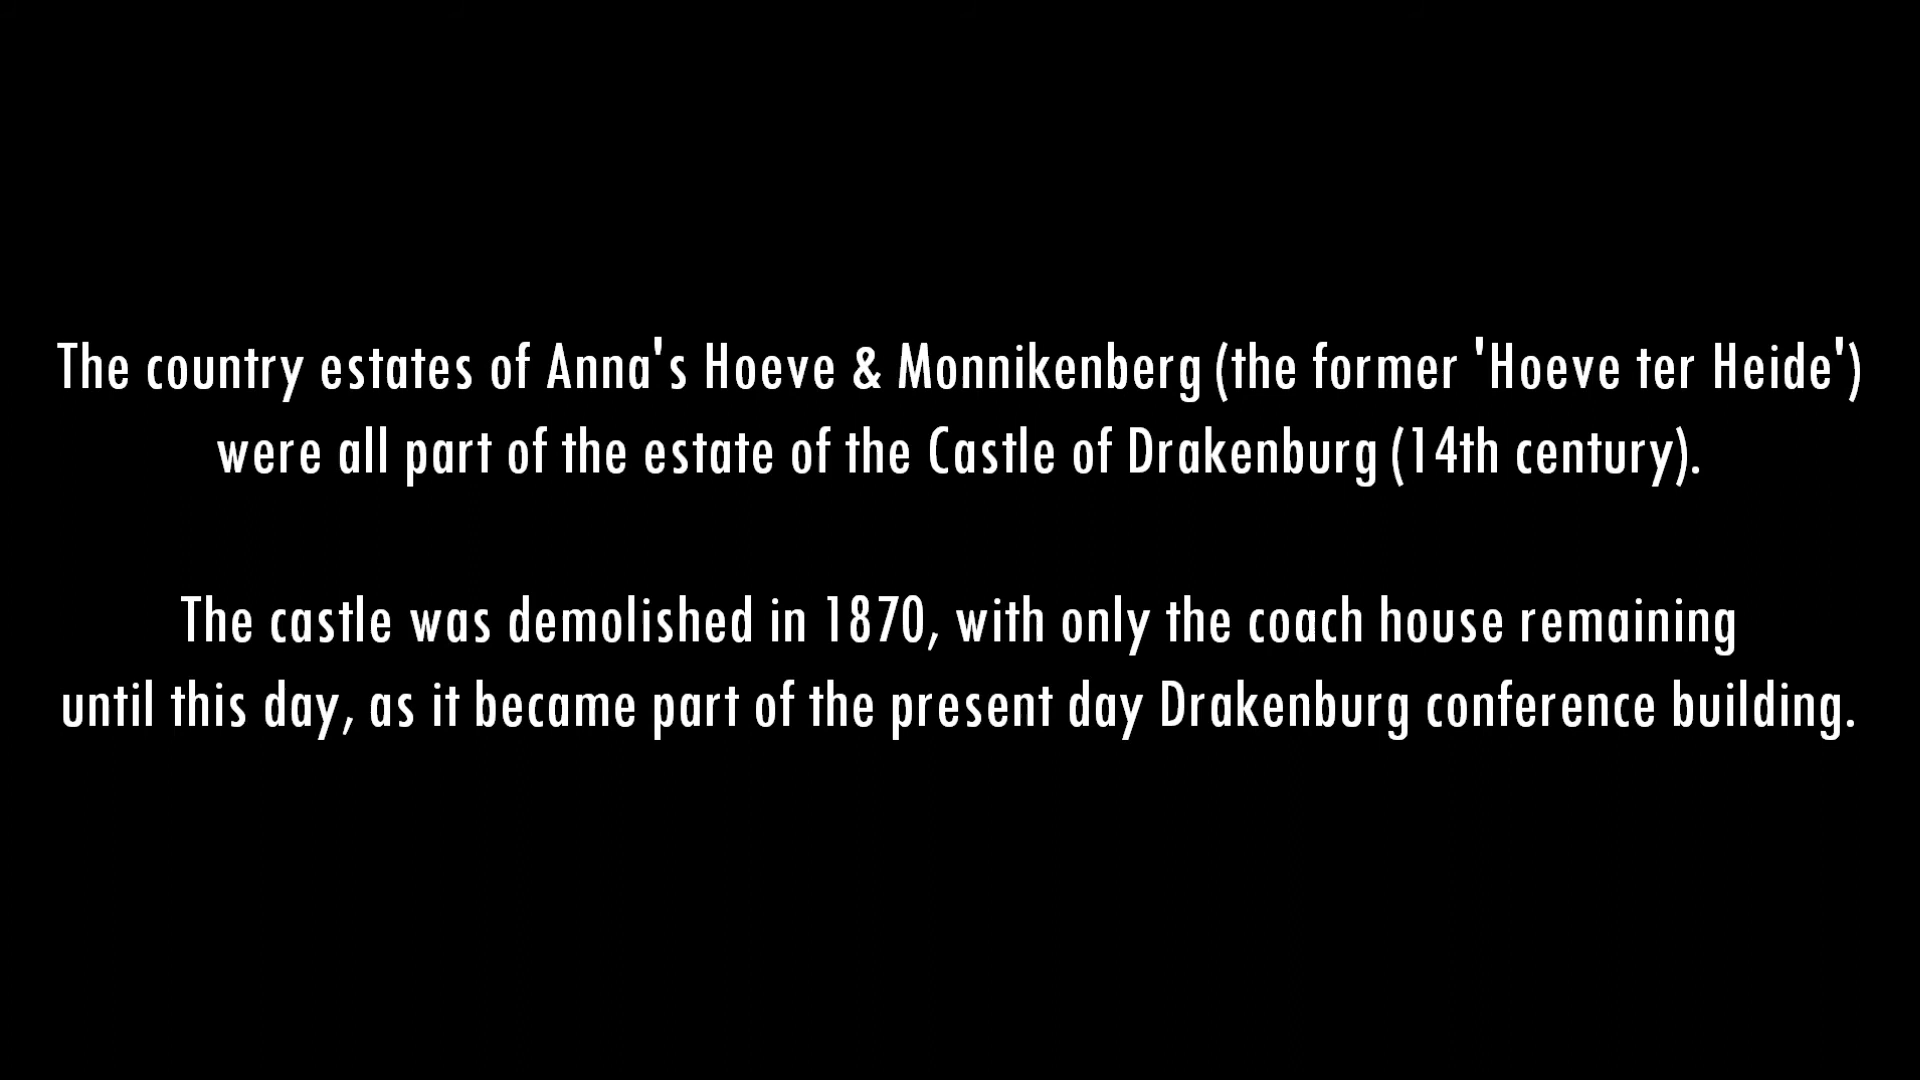 The country estates of Anna's Hoeve & Monnikenberg (the former 'Hoeve ter Heide')
were all part of the estate of the Castle of Drakenburg (14th century).
The castle was demolished in 1870, with only the coach house remaining
until this day, as it became part of the present day Drakenburg conference building.